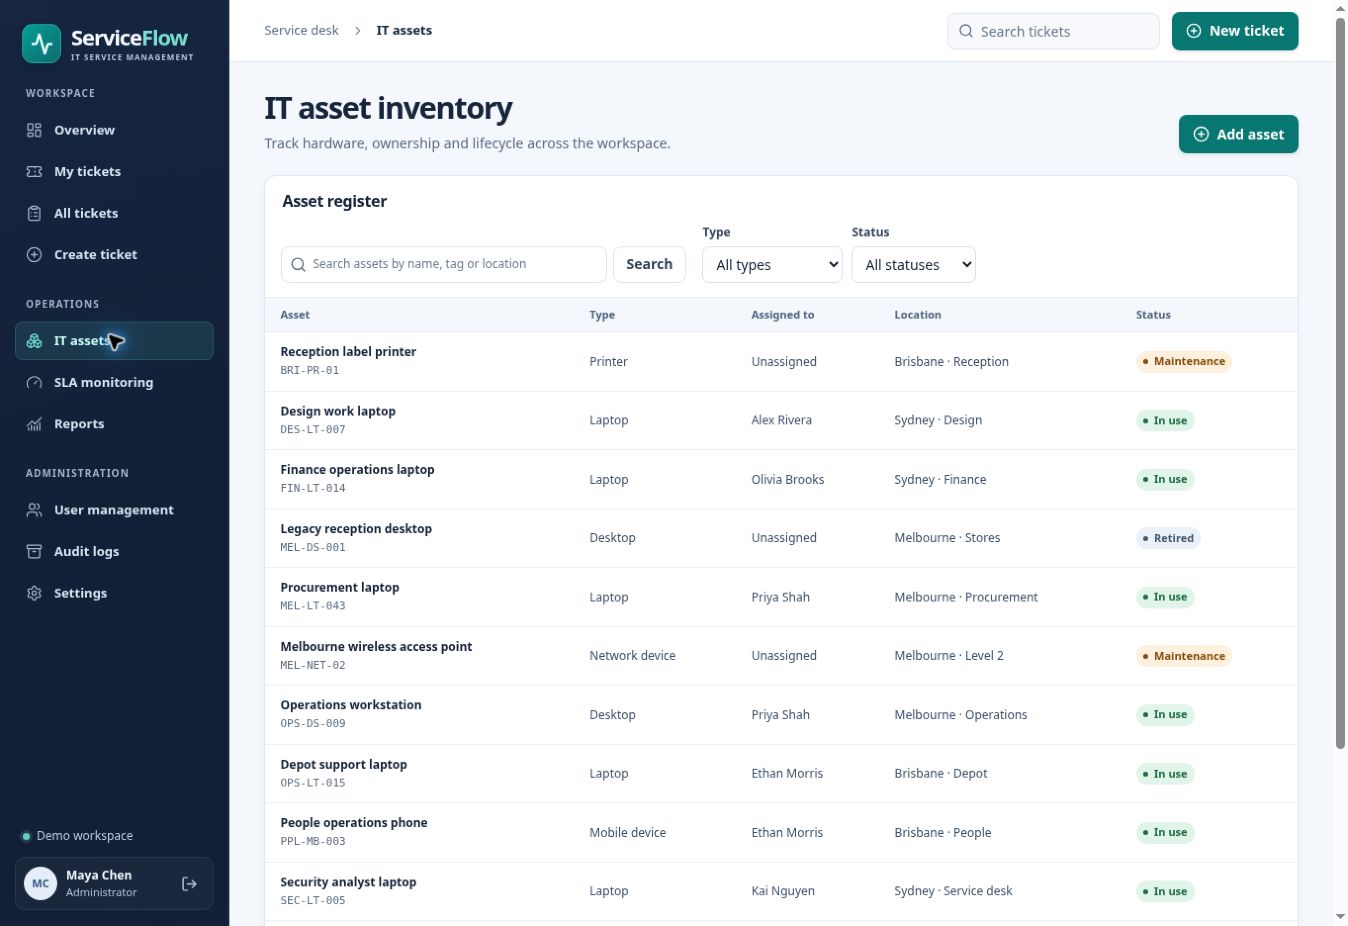 ServiceFlow
IT SERVICE MANAGEMENT
WORKSPACE
Overview
My tickets
All tickets
Create ticket
OPERATIONS
IT assets
SLA monitoring
Reports
ADMINISTRATION
User management
Audit logs
Settings
Demo workspace
MC
Maya Chen
Administrator
Service desk > IT assets
Search tickets
New ticket
IT asset inventory
Track hardware, ownership and lifecycle across the workspace.
Add asset
Asset register
Type
Status
Search assets by name, tag or location
Search
All types
All statuses
Asset Type Assigned to Location Status
Reception label printer
BRI-PR-01
Printer Unassigned Brisbane · Reception Maintenance
Design work laptop
DES-LT-007
Laptop Alex Rivera Sydney · Design In use
Finance operations laptop
FIN-LT-014
Laptop Olivia Brooks Sydney · Finance In use
Legacy reception desktop
MEL-DS-001
Desktop Unassigned Melbourne · Stores Retired
Procurement laptop
MEL-LT-043
Laptop Priya Shah Melbourne · Procurement In use
Melbourne wireless access point
MEL-NET-02
Network device Unassigned Melbourne · Level 2 Maintenance
Operations workstation
OPS-DS-009
Desktop Priya Shah Melbourne · Operations In use
Depot support laptop
OPS-LT-015
Laptop Ethan Morris Brisbane · Depot In use
People operations phone
PPL-MB-003
Mobile device Ethan Morris Brisbane · People In use
Security analyst laptop
SEC-LT-005
Laptop Kai Nguyen Sydney · Service desk In use